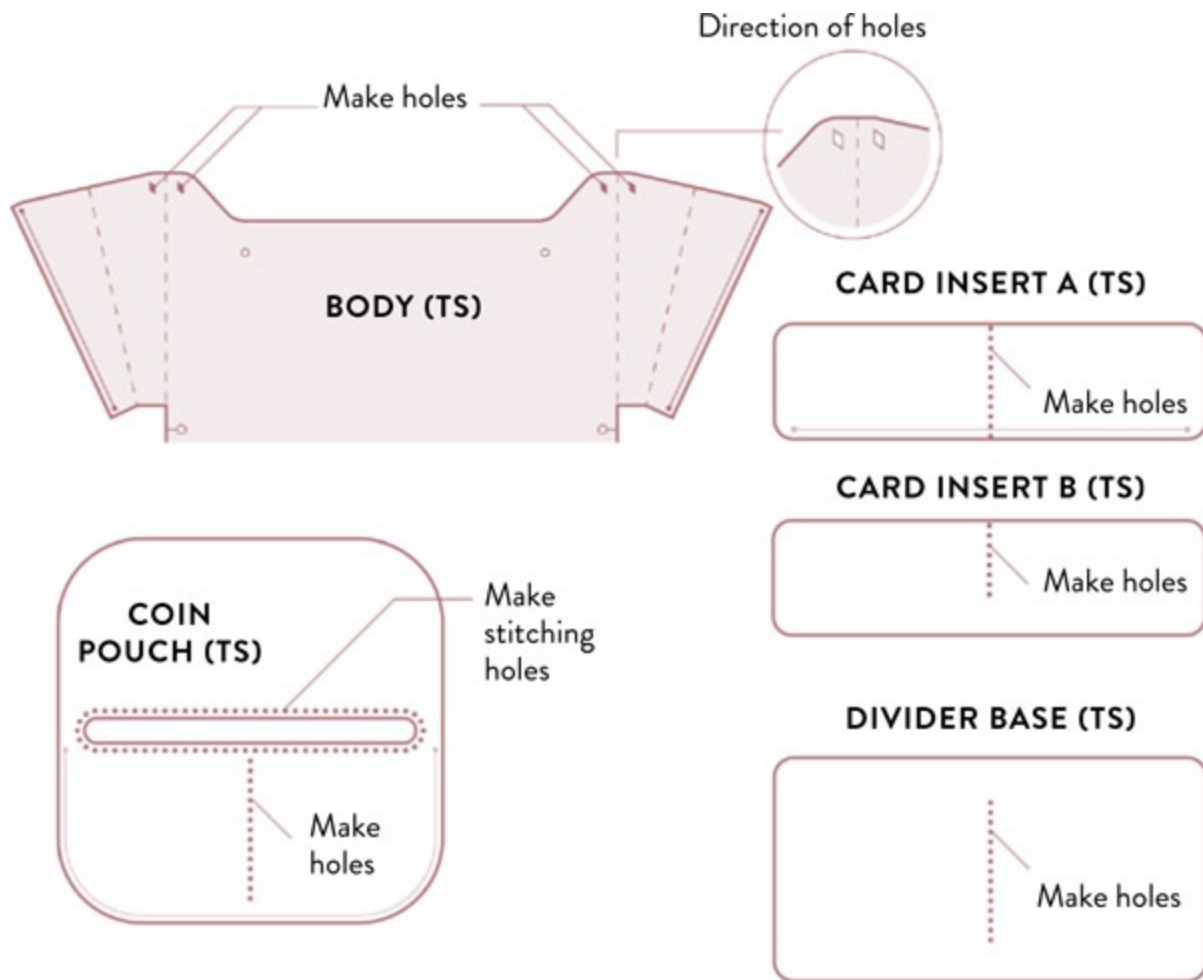 Direction of holes
Make holes
BODY (TS)
CARD INSERT A (TS)
Make holes
CARD INSERT B (TS)
Make holes
COIN
POUCH (TS)
Make
stitching
holes
Make
holes
DIVIDER BASE (TS)
Make holes